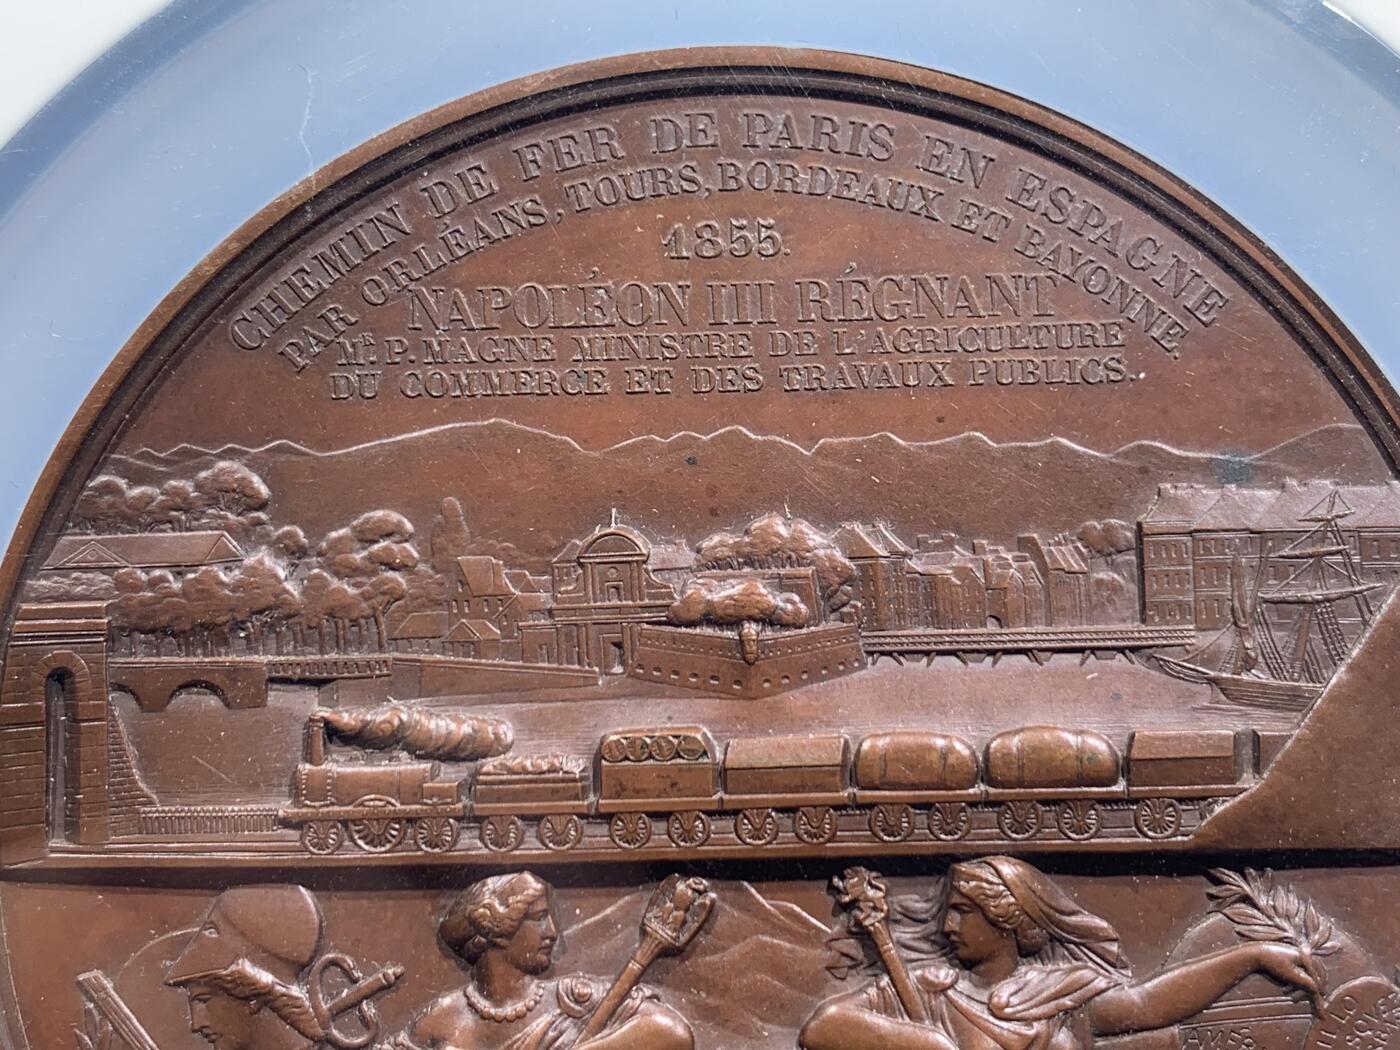 CHEMIN DE FER DE PARIS EN ESPAGNE
PAR ORLÉANS, TOURS, BORDEAUX ET BAYONNE.
1855.
NAPOLÉON III RÉGNANT
MR. P. MAGNE MINISTRE DE L'AGRICULTURE
DU COMMERCE ET DES TRAVAUX PUBLICS.